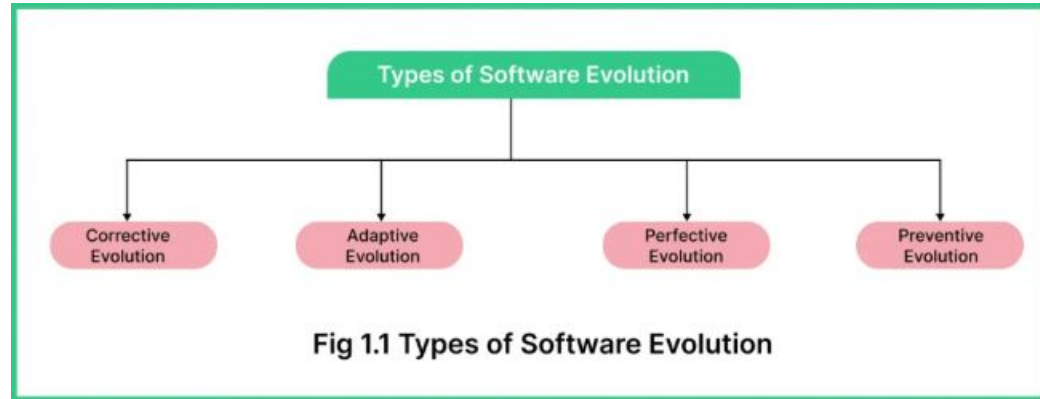 Types of Software Evolution
Corrective
Evolution
Adaptive
Evolution
Perfective
Evolution
Preventive
Evolution
Fig 1.1 Types of Software Evolution